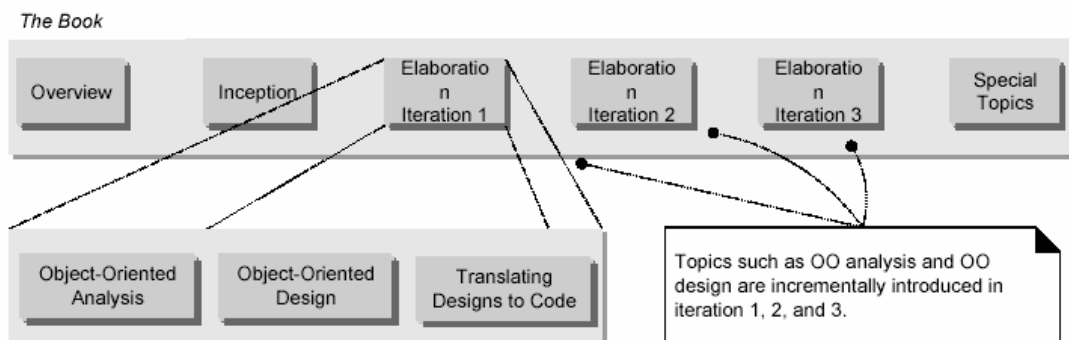 The Book
Overview
Inception
Elaboratio
n
Iteration 1
Elaboratio
n
Iteration 2
Elaboratio
n
Iteration 3
Special
Topics
Object-Oriented
Analysis
Object-Oriented
Design
Translating
Designs to Code
Topics such as OO analysis and OO
design are incrementally introduced in
iteration 1, 2, and 3.